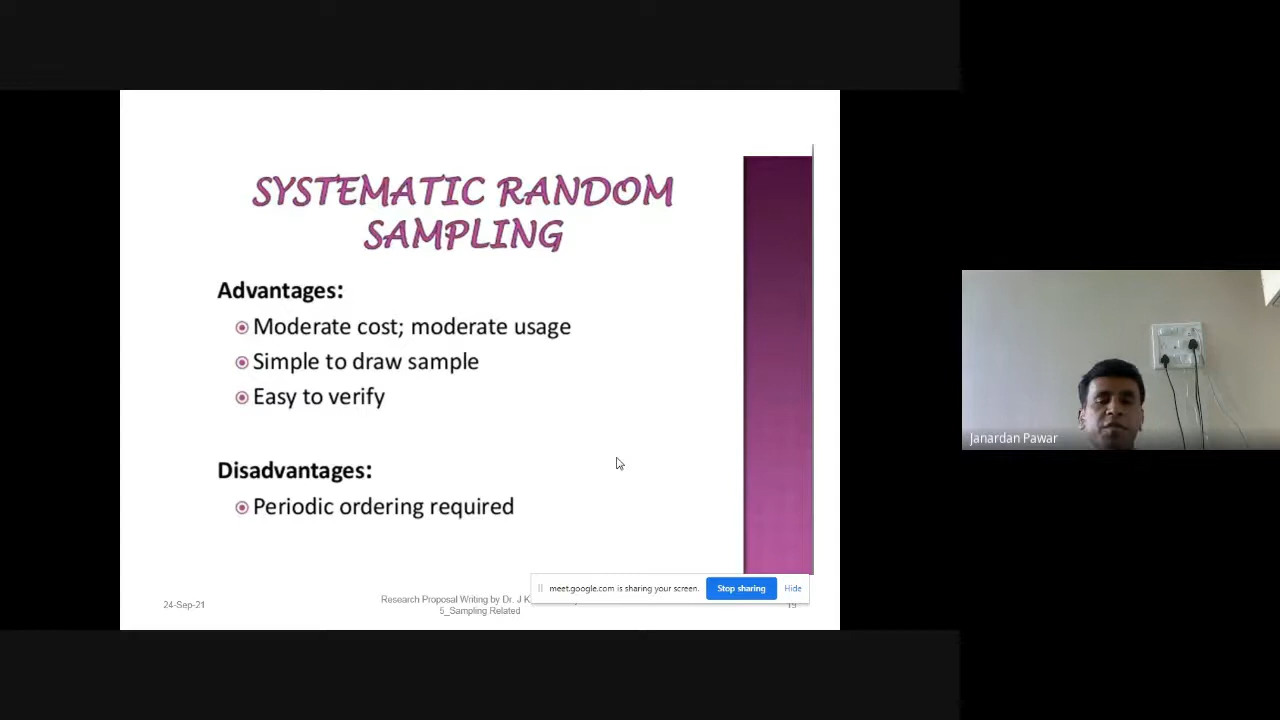 SYSTEMATIC RANDOM
SAMPLING
Advantages:
Moderate cost; moderate usage
Simple to draw sample
Easy to verify
Disadvantages:
Periodic ordering required
meet.google.com is sharing your screen.
Stop sharing
Hide
24-Sep-21
Research Proposal Writing by Dr. J
5_Sampling Related
19
Janardan Pawar